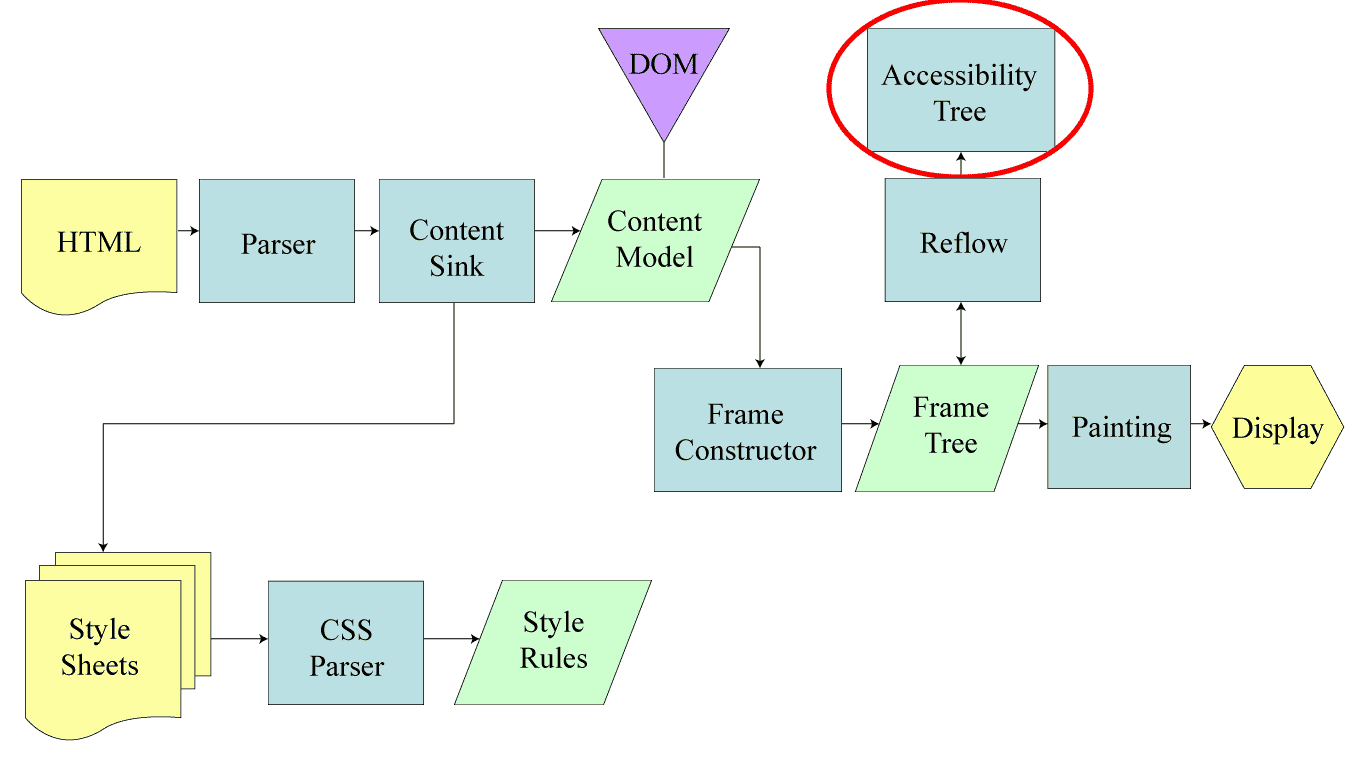 DOM
Accessibility
Tree
HTML
Parser
Content
Sink
Content
Model
Reflow
Frame
Constructor
Frame
Tree
Painting
Display
Style
Sheets
CSS
Parser
Style
Rules